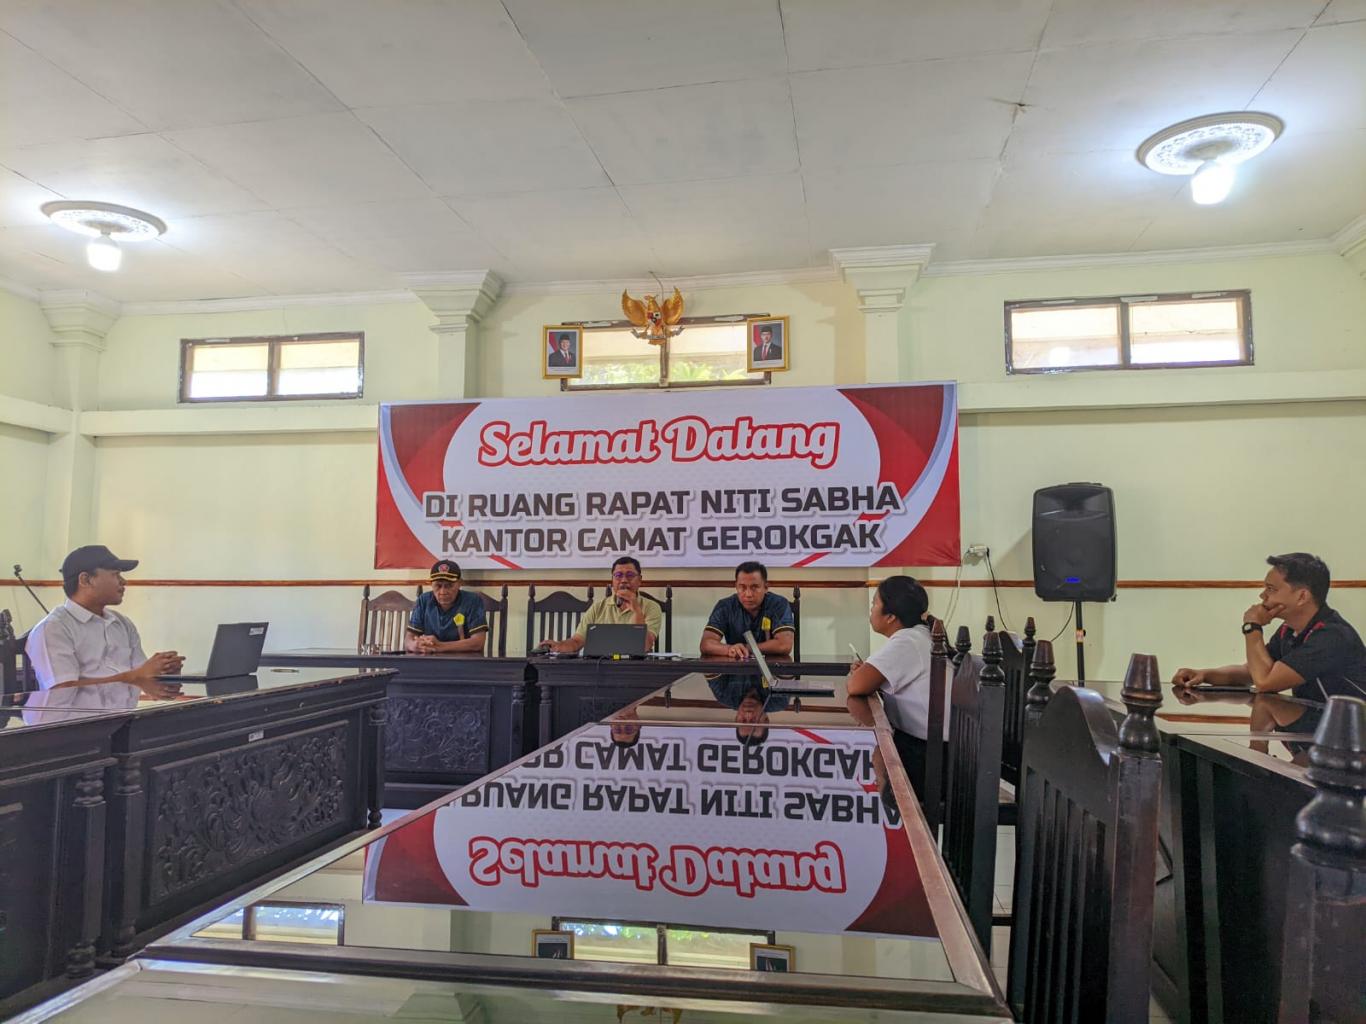 Selamat Datang
DI RUANG RAPAT NITI SABHA
KANTOR CAMAT GEROKGAK